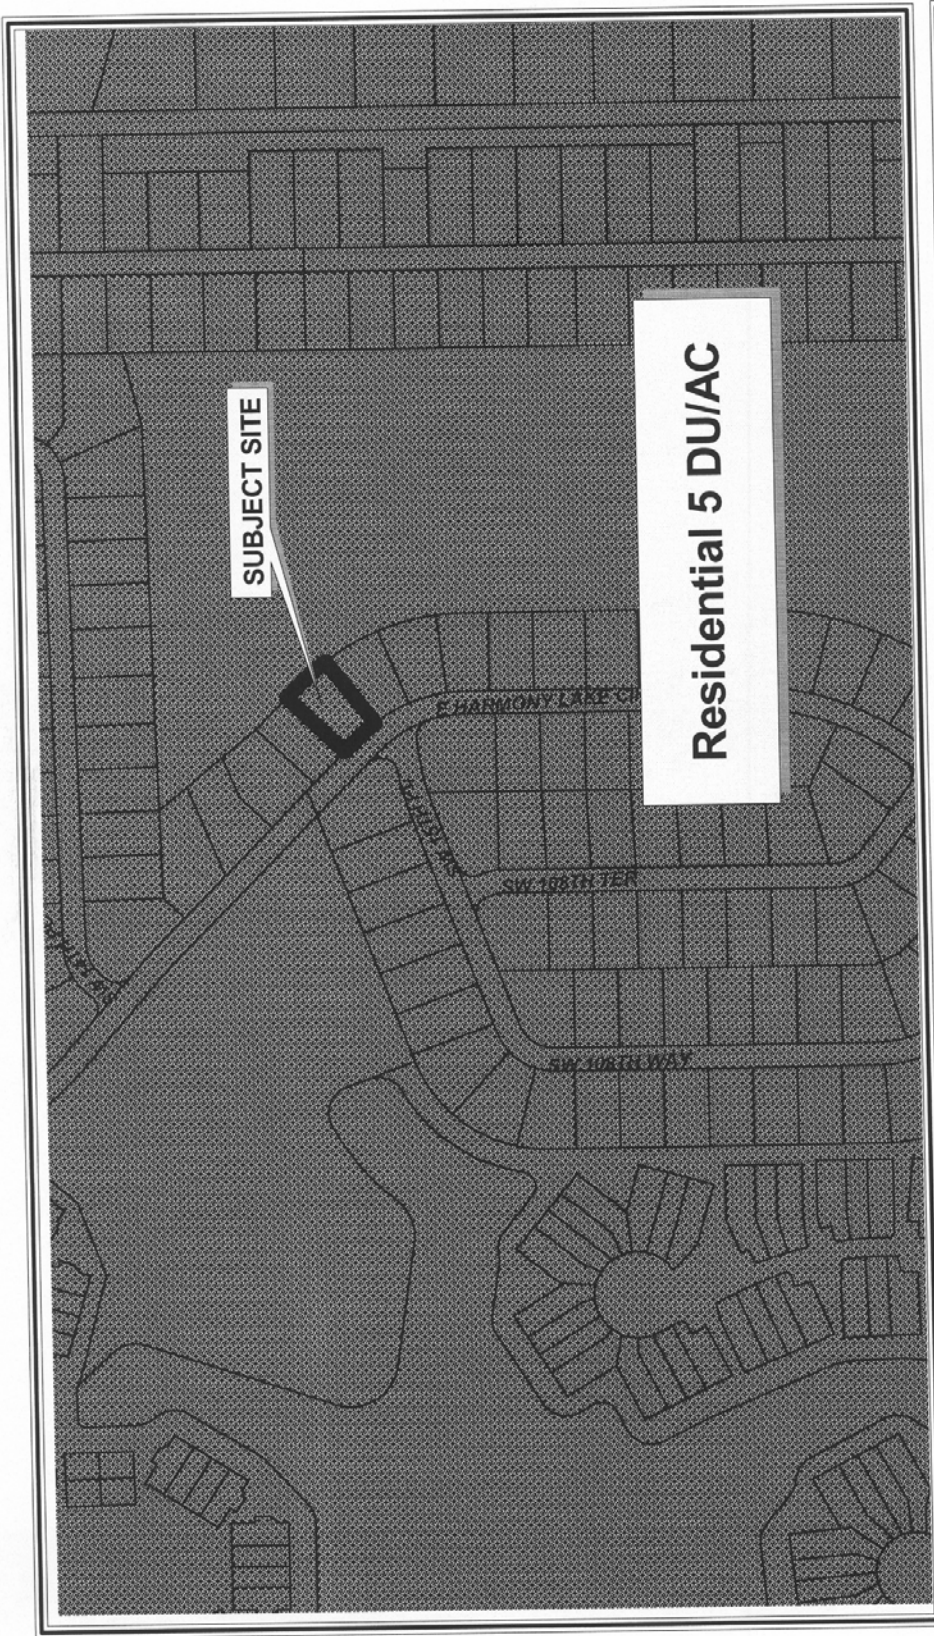 SUBJECT SITE
Residential 5 DU/AC
E HARMONY LAKE CI
SW 108TH TER
SW 108TH WAY